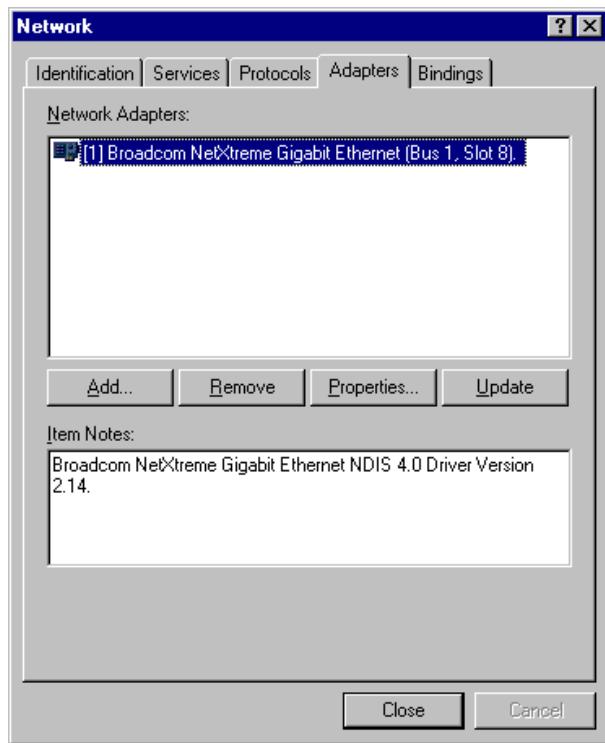 Network
Identification Services Protocols Adapters Bindings
Network Adapters:
[1] Broadcom NetXtreme Gigabit Ethernet (Bus 1, Slot 8).
Add... Remove Properties... Update
Item Notes:
Broadcom NetXtreme Gigabit Ethernet NDIS 4.0 Driver Version
2.14.
Close Cancel